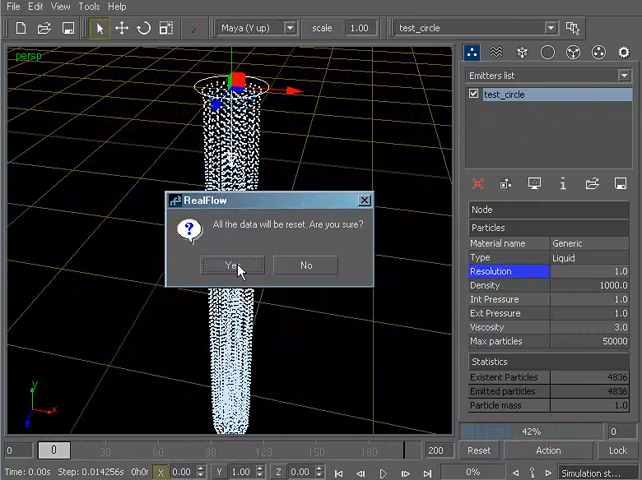 File Edit View Tools Help
Maya (Y up) scale 1.00 test_circle
persp
Emitters list
test_circle
RealFlow
All the data will be reset. Are you sure?
Yes No
Node
Particles
Material name Generic
Type Liquid
Resolution 1.0
Density 1000.0
Int Pressure 1.0
Ext Pressure 1.0
Viscosity 3.0
Max particles 50000
Statistics
Existent Particles 4836
Emitted particles 4836
Particle mass 1.0
y
x
42% 0
0 0 30 60 90 120 150 180 200 Reset Action Lock
Time: 0.00s Step: 0.014256s 0h0 X 0.00 Y 1.00 Z 0.00 0% 0 Simulation st...